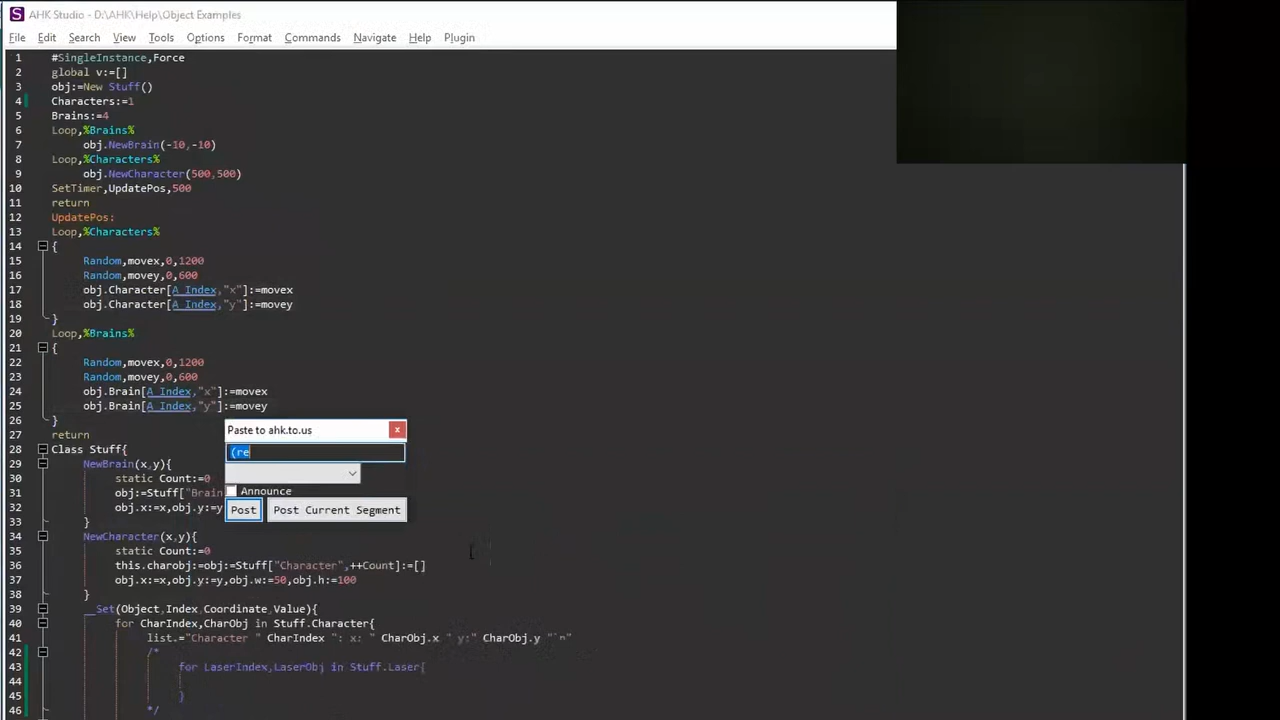 AHK Studio - D:\AHK\Help\Object Examples
File Edit Search View Tools Options Format Commands Navigate Help Plugin
1 #SingleInstance,Force
2 global v:=[]
3 obj:=New Stuff()
4 Characters:=1
5 Brains:=4
6 Loop,%Brains%
7 obj.NewBrain(-10,-10)
8 Loop,%Characters%
9 obj.NewCharacter(500,500)
10 SetTimer,UpdatePos,500
11 return
12 UpdatePos:
13 Loop,%Characters%
14 {
15 Random,movex,0,1200
16 Random,movey,0,600
17 obj.Character[A_Index,"x"]:=movex
18 obj.Character[A_Index,"y"]:=movey
19 }
20 Loop,%Brains%
21 {
22 Random,movex,0,1200
23 Random,movey,0,600
24 obj.Brain[A_Index,"x"]:=movex
25 obj.Brain[A_Index,"y"]:=movey
26 }
27 return
28 Class Stuff{
29 NewBrain(x,y){
30 static Count:=0
31 obj:=Stuff["Brain
32 obj.x:=x,obj.y:=y
33 }
34 NewCharacter(x,y){
35 static Count:=0
36 this.charobj:=obj:=Stuff["Character",++Count]:=[]
37 obj.x:=x,obj.y:=y,obj.w:=50,obj.h:=100
38 }
39 __Set(Object,Index,Coordinate,Value){
40 for CharIndex,CharObj in Stuff.Character{
41 list.="Character " CharIndex ": x: " CharObj.x " y:" CharObj.y "`n"
42 /*
43 for LaserIndex,LaserObj in Stuff.Laser{
44
45 }
46 */
Paste to ahk.to.us
x
(re
Announce
Post Post Current Segment